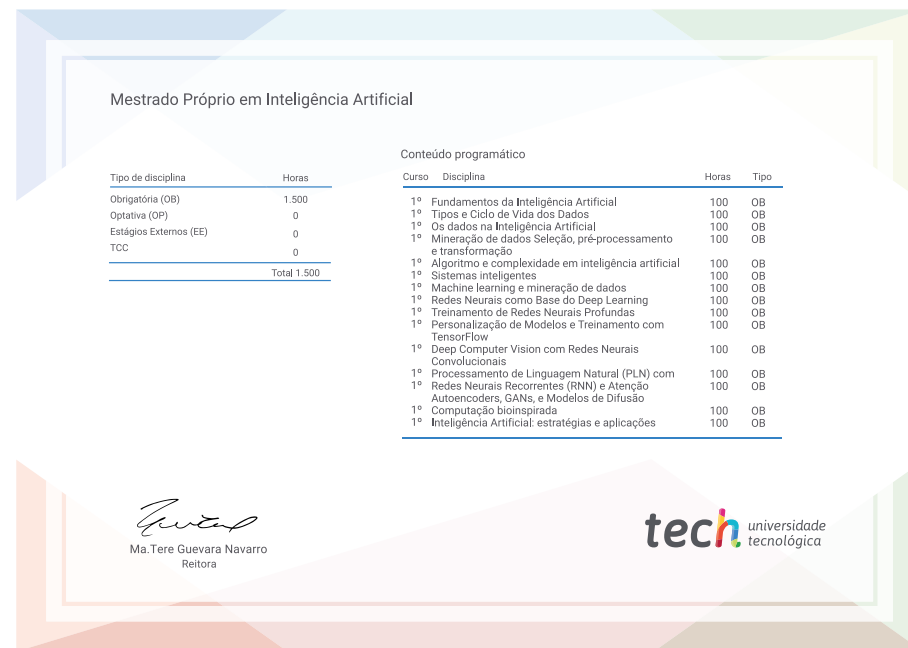 Mestrado Próprio em Inteligência Artificial
Tipo de disciplina Horas
Obrigatória (OB) 1.500
Optativa (OP) 0
Estágios Externos (EE) 0
TCC 0
Total 1.500
Conteúdo programático
Curso Disciplina Horas Tipo
1º Fundamentos da Inteligência Artificial 100 OB
1º Tipos e Ciclo de Vida dos Dados 100 OB
1º Os dados na Inteligência Artificial 100 OB
1º Mineração de dados Seleção, pré-processamento 100 OB
e transformação
1º Algoritmo e complexidade em inteligência artificial 100 OB
1º Sistemas inteligentes 100 OB
1º Machine learning e mineração de dados 100 OB
1º Redes Neurais como Base do Deep Learning 100 OB
1º Treinamento de Redes Neurais Profundas 100 OB
1º Personalização de Modelos e Treinamento com 100 OB
TensorFlow
1º Deep Computer Vision com Redes Neurais 100 OB
Convolucionais
1º Processamento de Linguagem Natural (PLN) com 100 OB
1º Redes Neurais Recorrentes (RNN) e Atenção 100 OB
Autoencoders, GANs, e Modelos de Difusão
1º Computação bioinspirada 100 OB
1º Inteligência Artificial: estratégias e aplicações 100 OB
Ma.Tere Guevara Navarro
Reitora
tech universidade
tecnológica